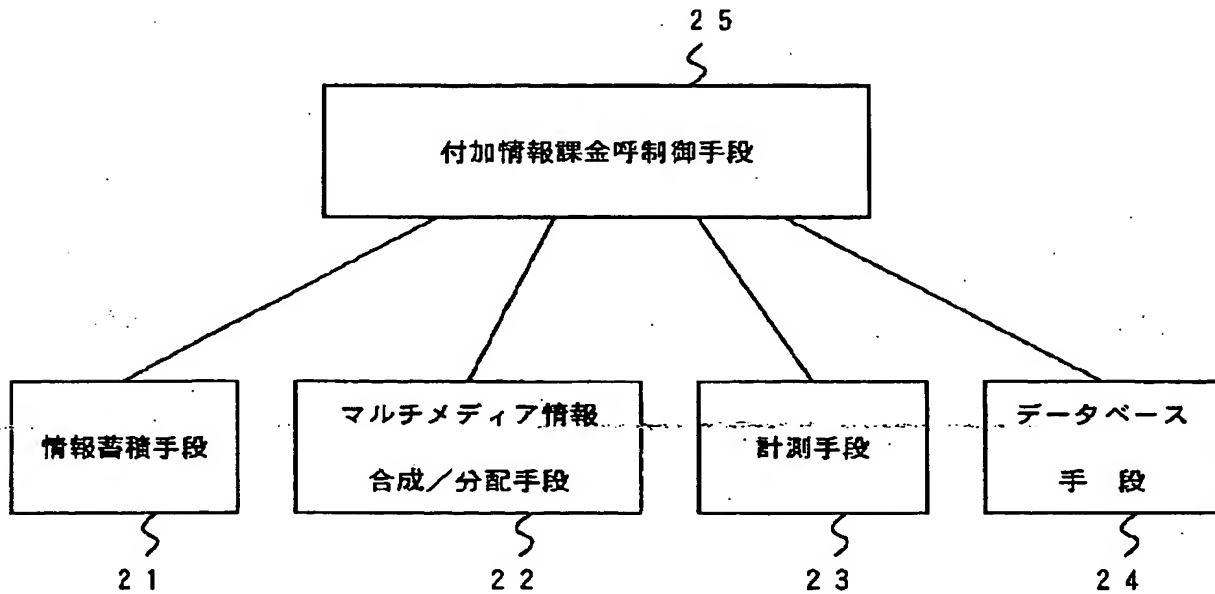 ２５
付加情報課金呼制御手段
情報蓄積手段
マルチメディア情報
合成／分配手段
計測手段
データベース
手　段
２１
２２
２３
２４